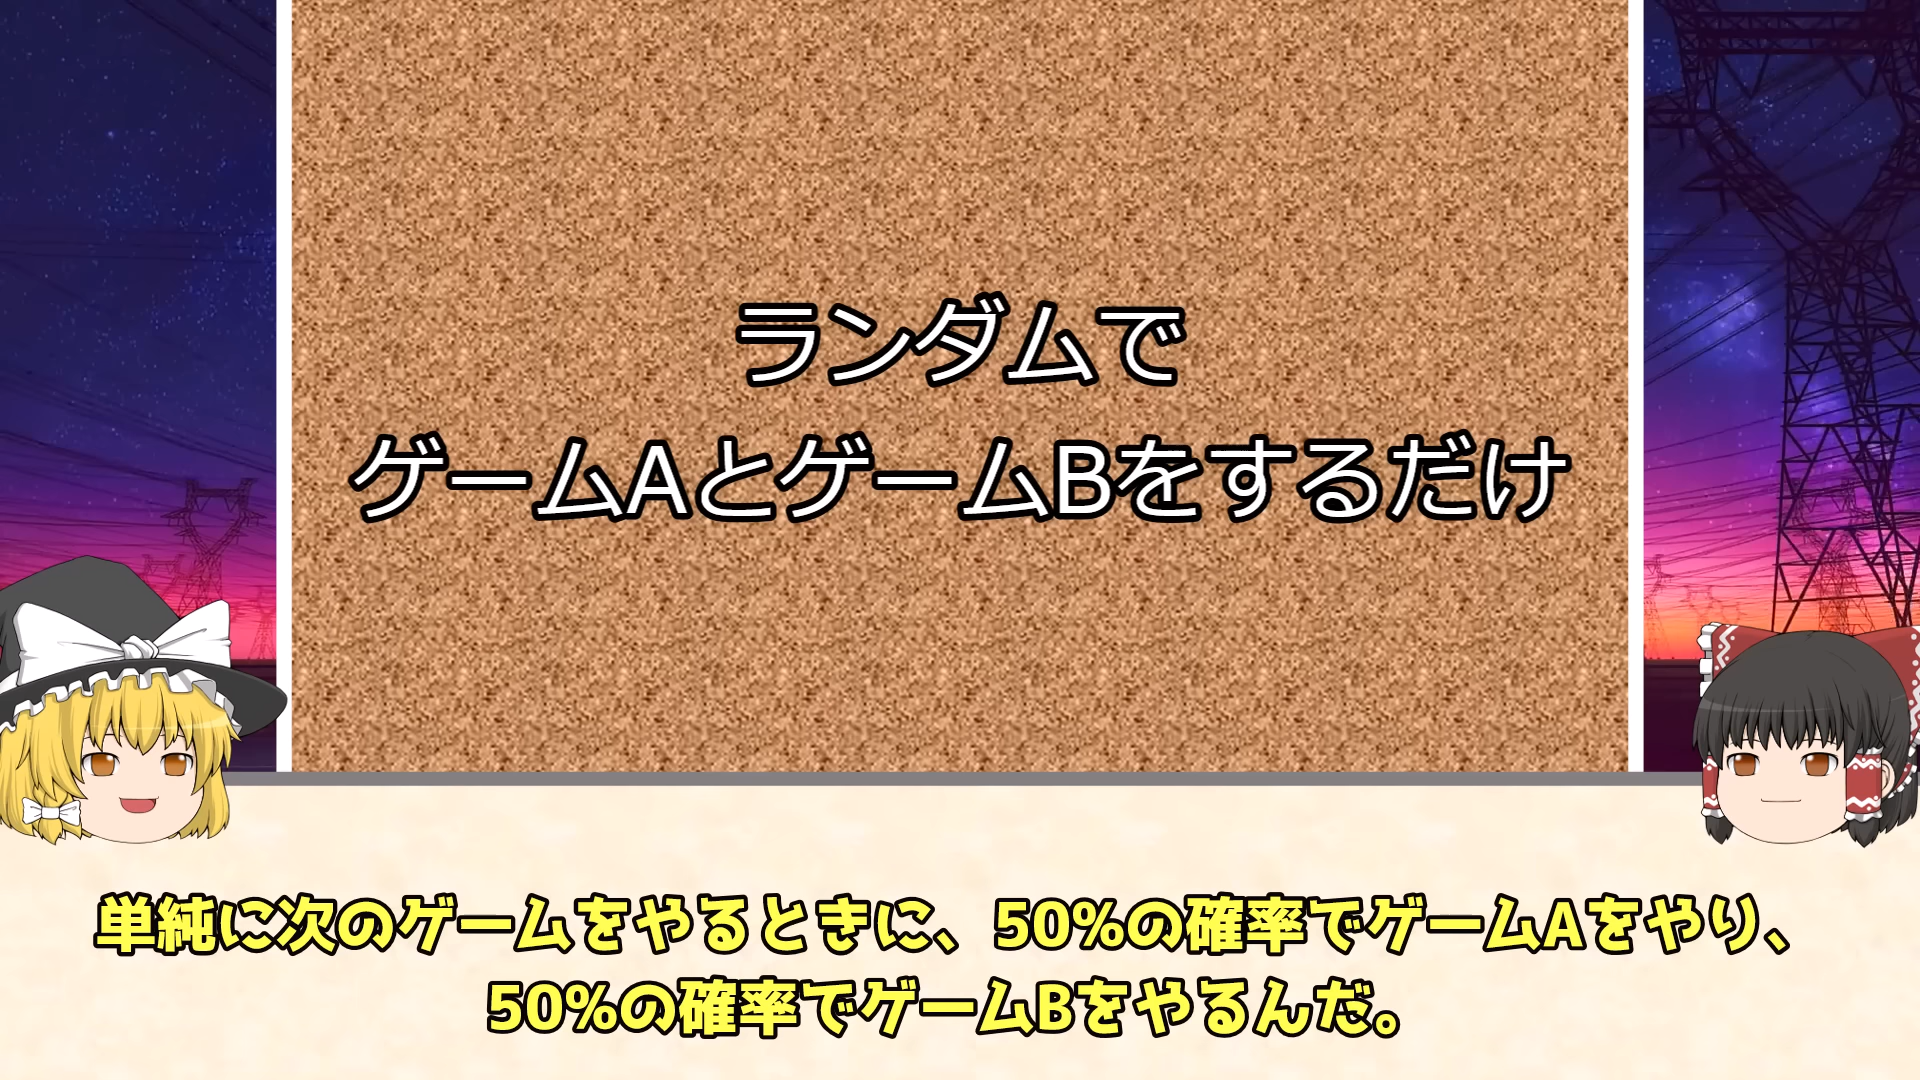 ランダムで
ゲームAとゲームBをするだけ
単純に次のゲームをやるときに、50%の確率でゲームAをやり、
50%の確率でゲームBをやるんだ。